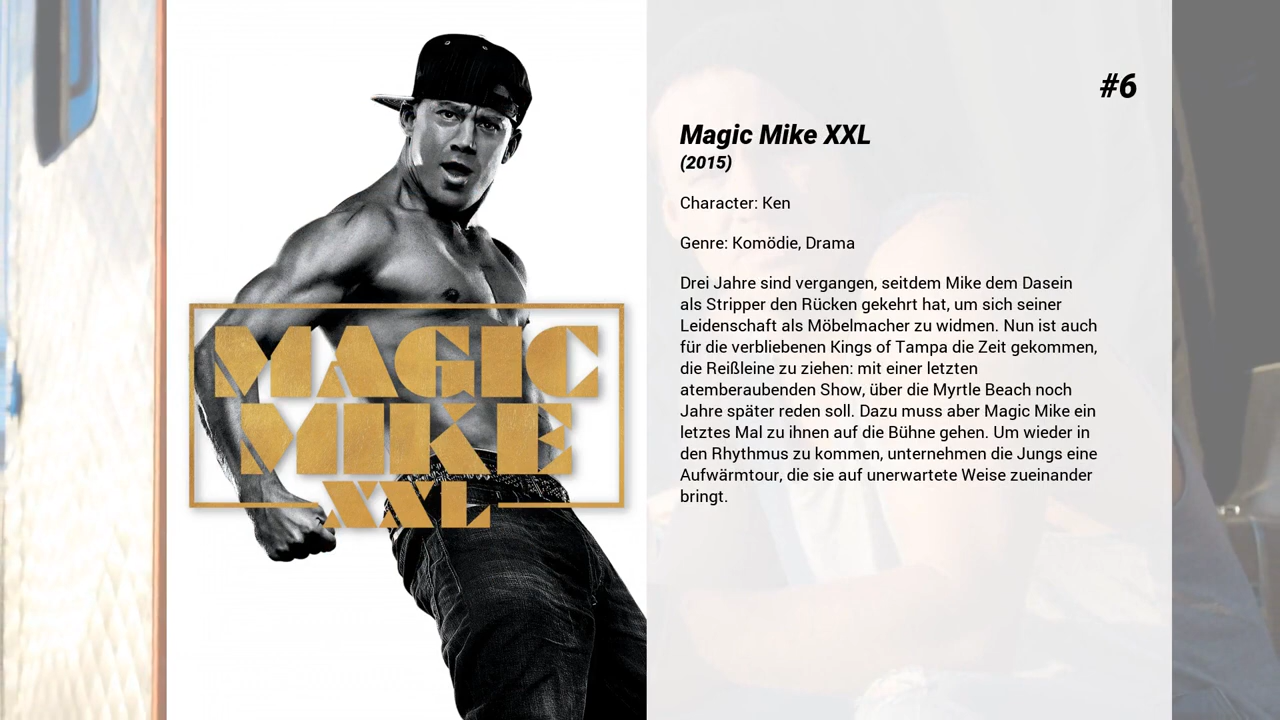 MAGIC
MIKE
XXL
#6
Magic Mike XXL
(2015)
Character: Ken
Genre: Komödie, Drama
Drei Jahre sind vergangen, seitdem Mike dem Dasein
als Stripper den Rücken gekehrt hat, um sich seiner
Leidenschaft als Möbelmacher zu widmen. Nun ist auch
für die verbliebenen Kings of Tampa die Zeit gekommen,
die Reißleine zu ziehen: mit einer letzten
atemberaubenden Show, über die Myrtle Beach noch
Jahre später reden soll. Dazu muss aber Magic Mike ein
letztes Mal zu ihnen auf die Bühne gehen. Um wieder in
den Rhythmus zu kommen, unternehmen die Jungs eine
Aufwärmtour, die sie auf unerwartete Weise zueinander
bringt.